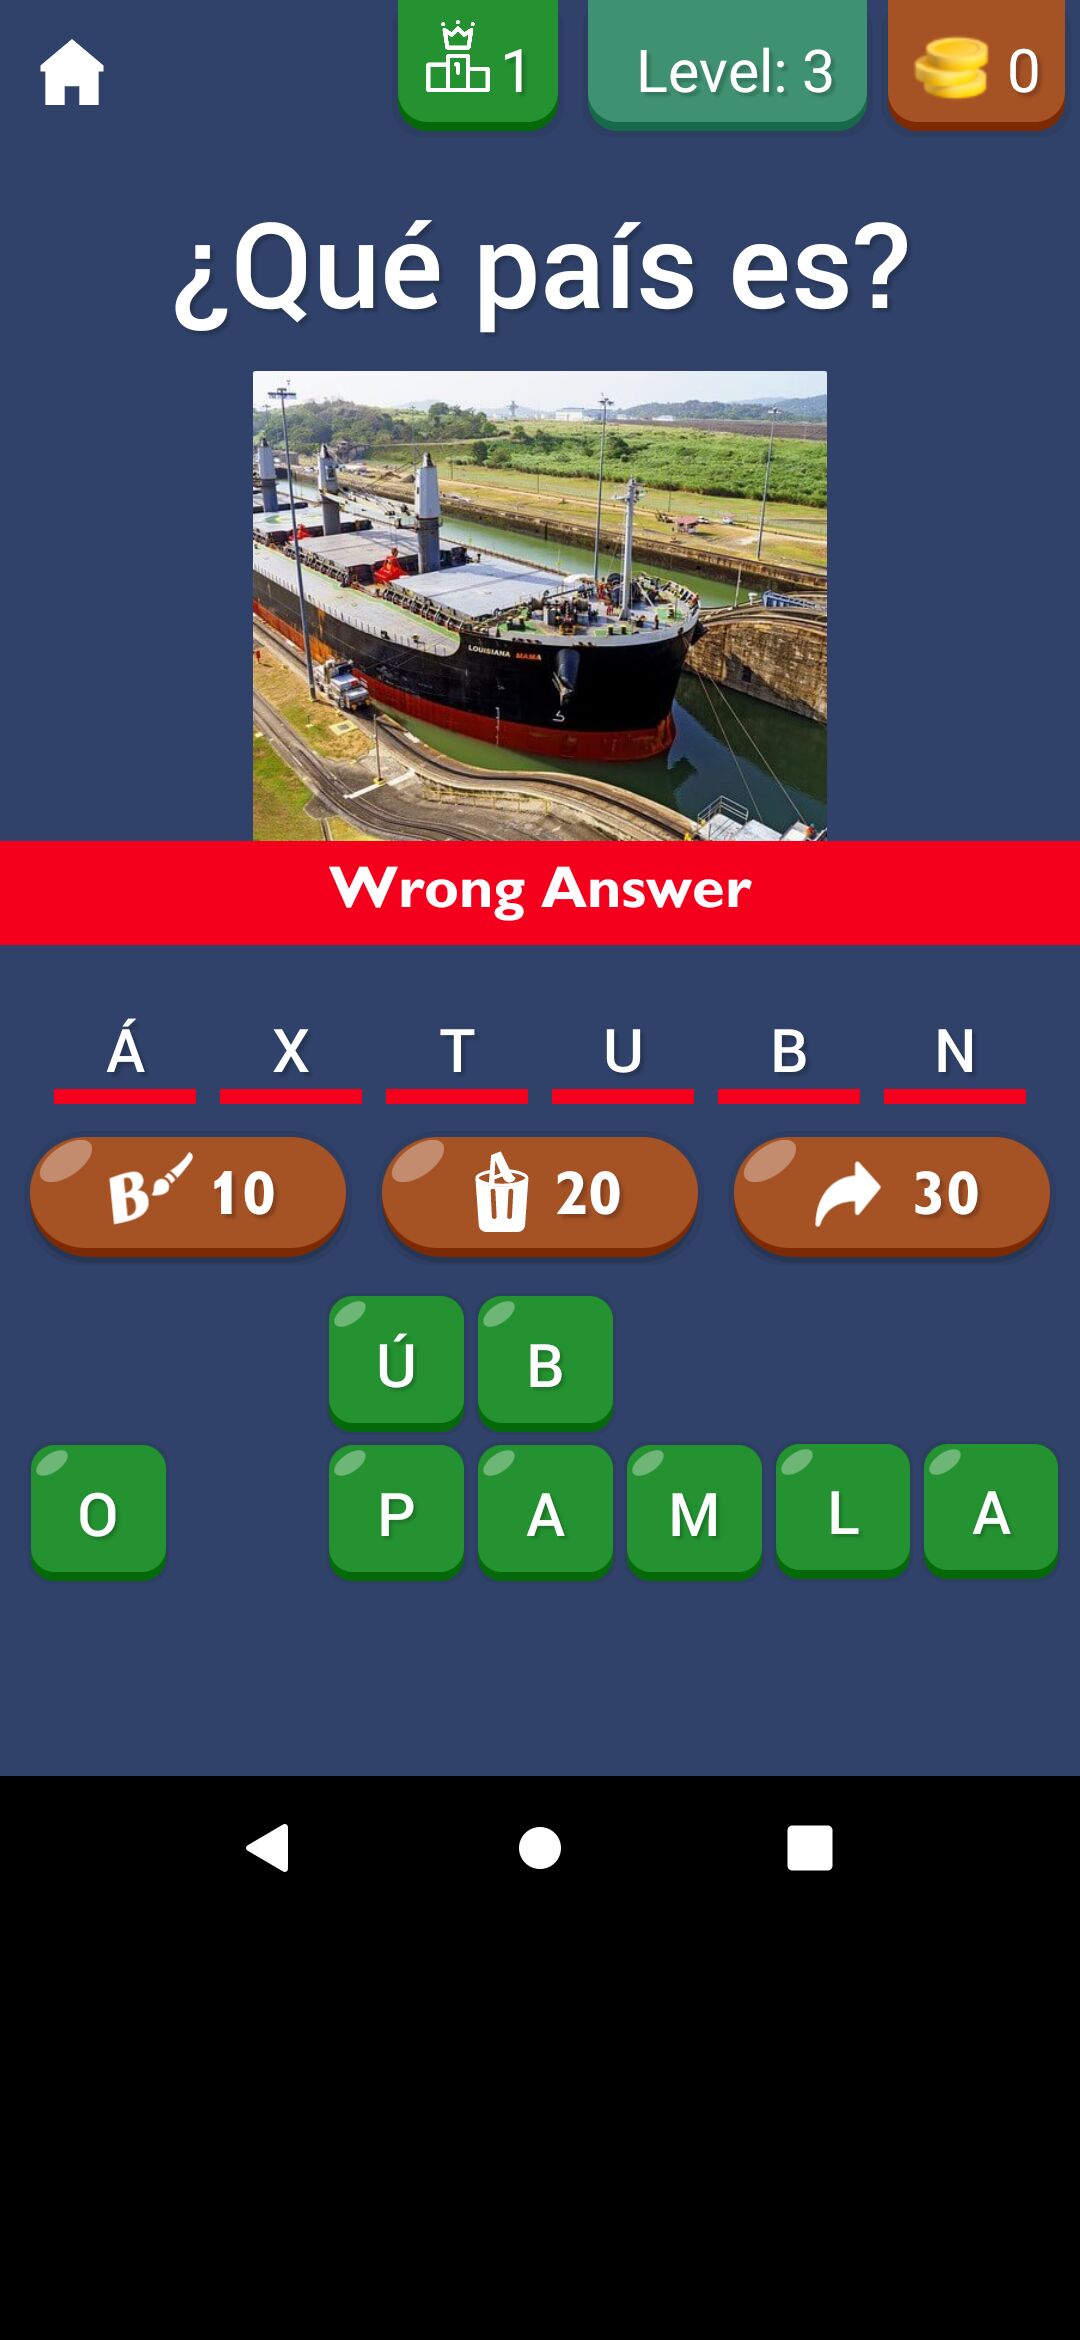 1
Level: 3
0
¿Qué país es?
LOUISIANA MAMA
Wrong Answer
Á X T U B N
B 10
20
30
Ú B
O P A M L A